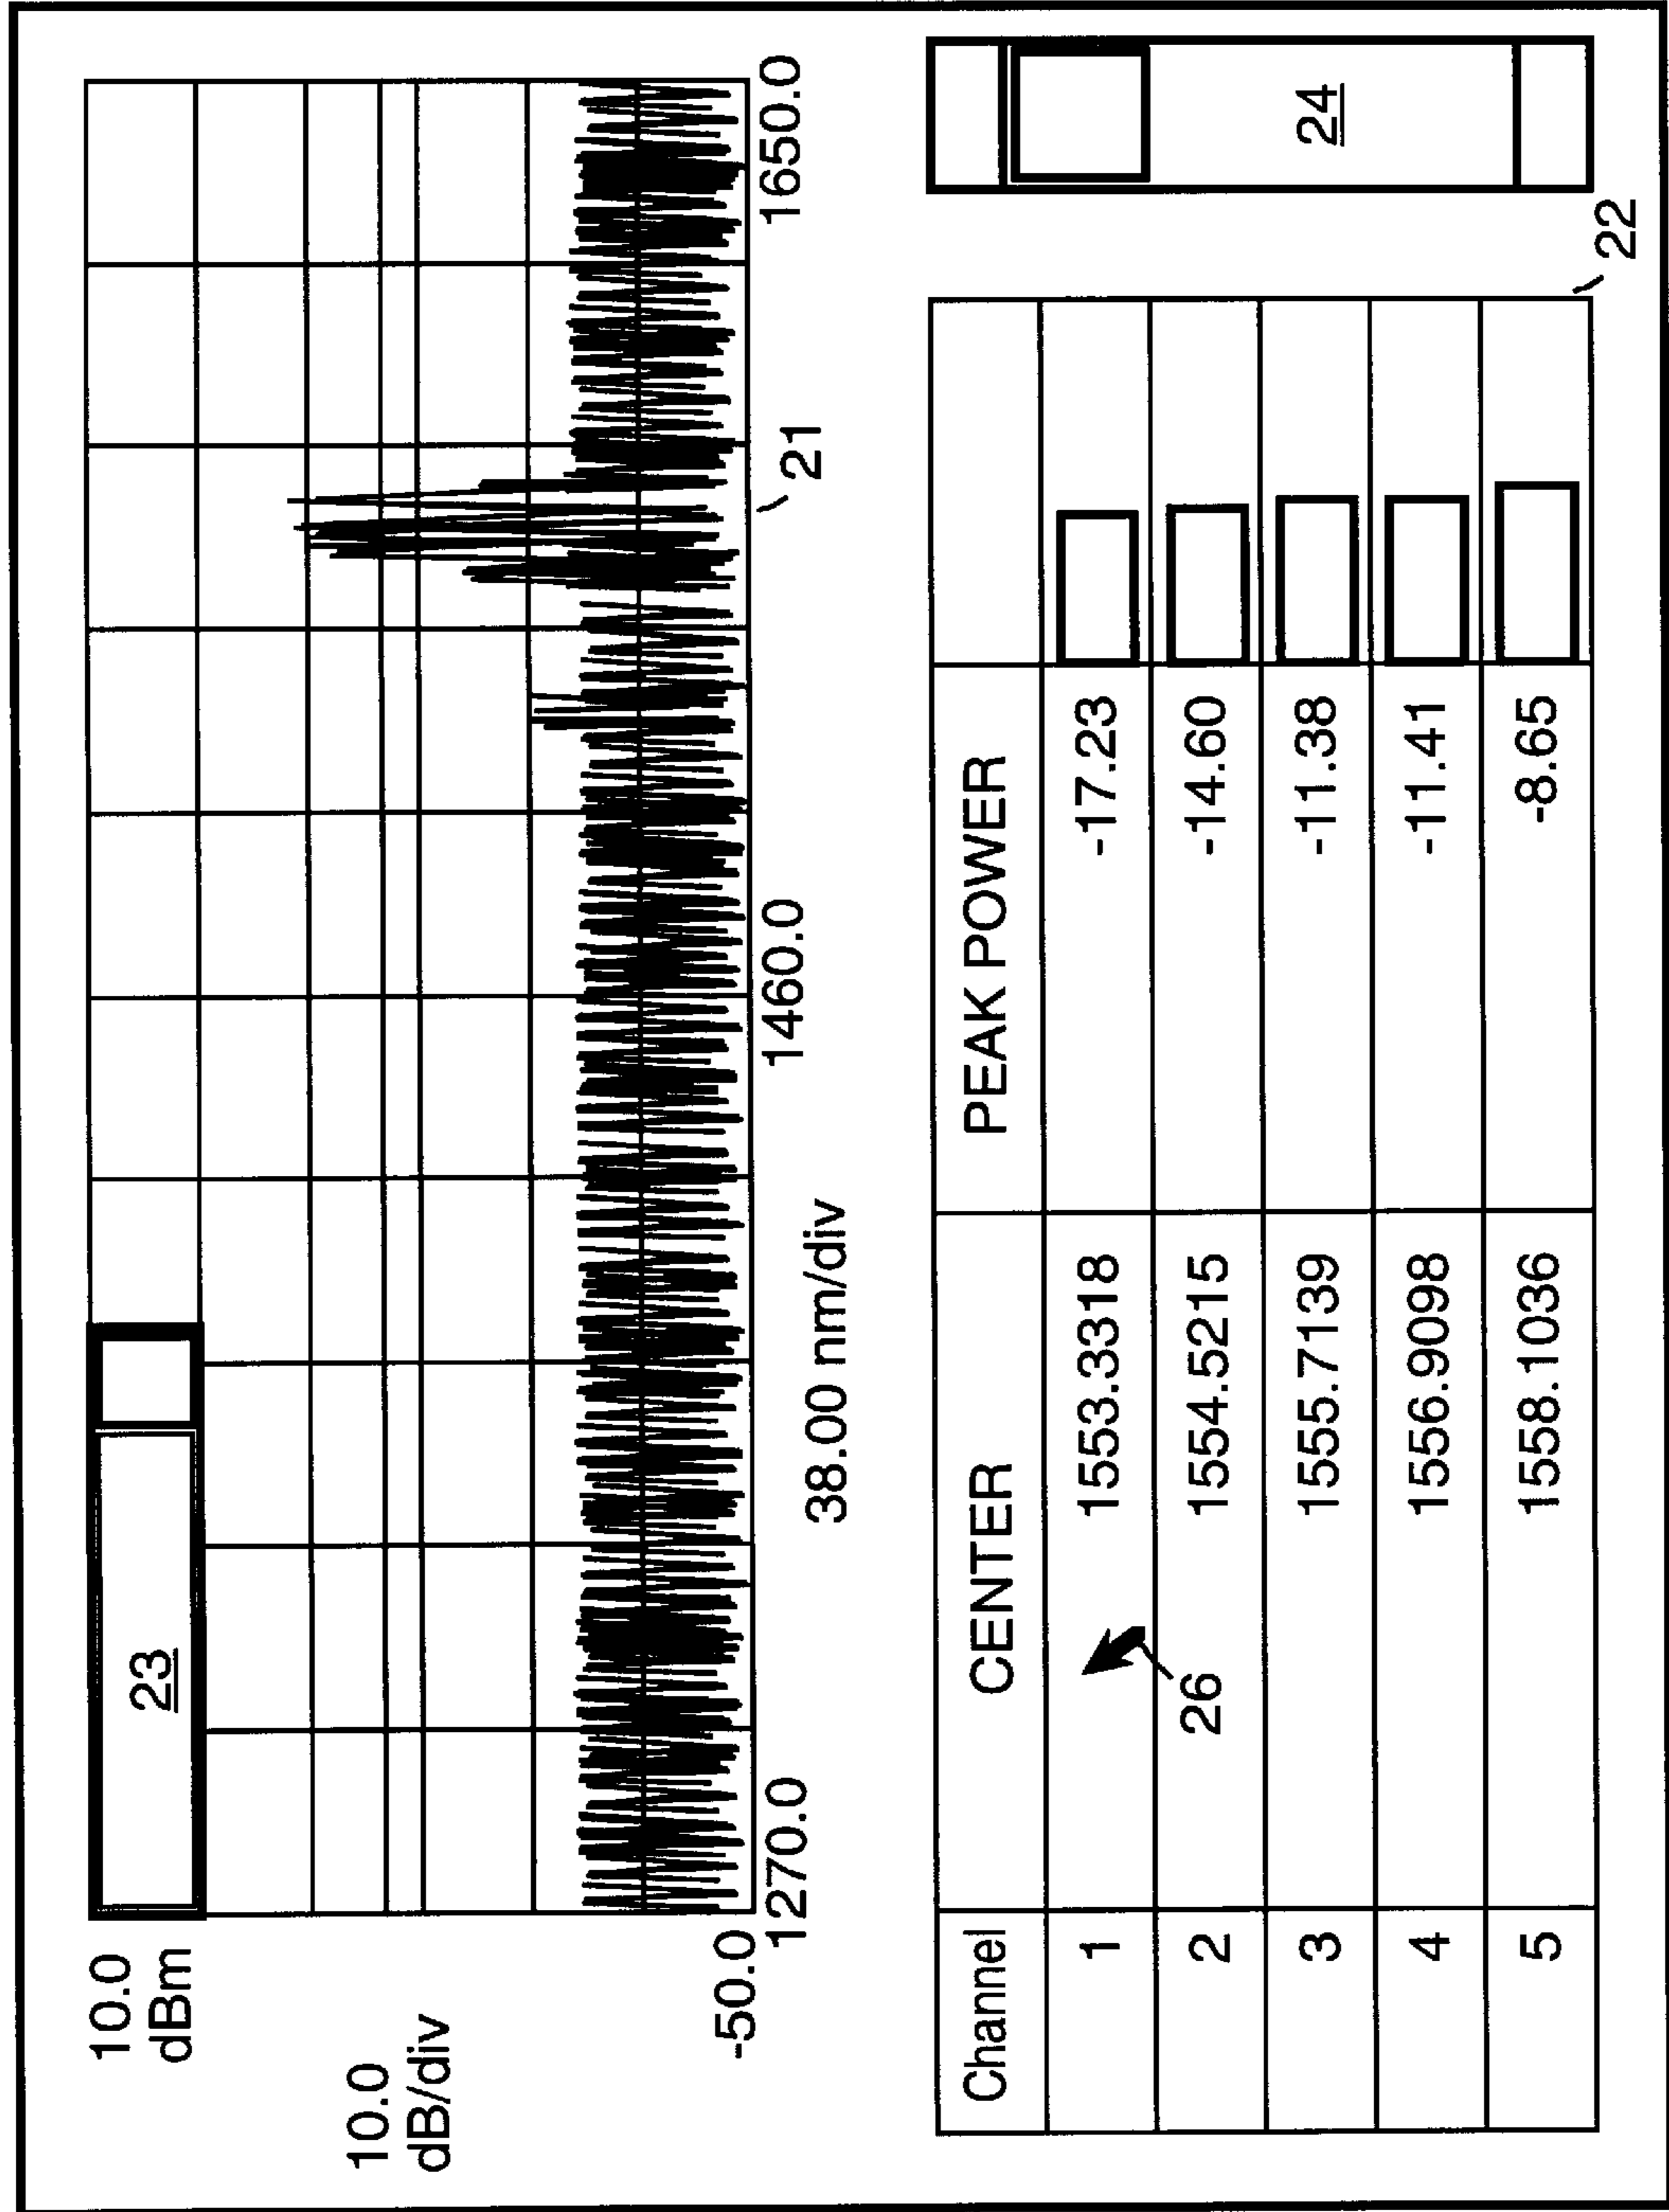 10.0
dBm
23
10.0
dB/div
-50.0
1270.0
1460.0
1650.0
21
38.00 nm/div
Channel CENTER PEAK POWER
1 1553.3318 -17.23
2 1554.5215 -14.60
3 1555.7139 -11.38
4 1556.9098 -11.41
5 1558.1036 -8.65
26
24
22